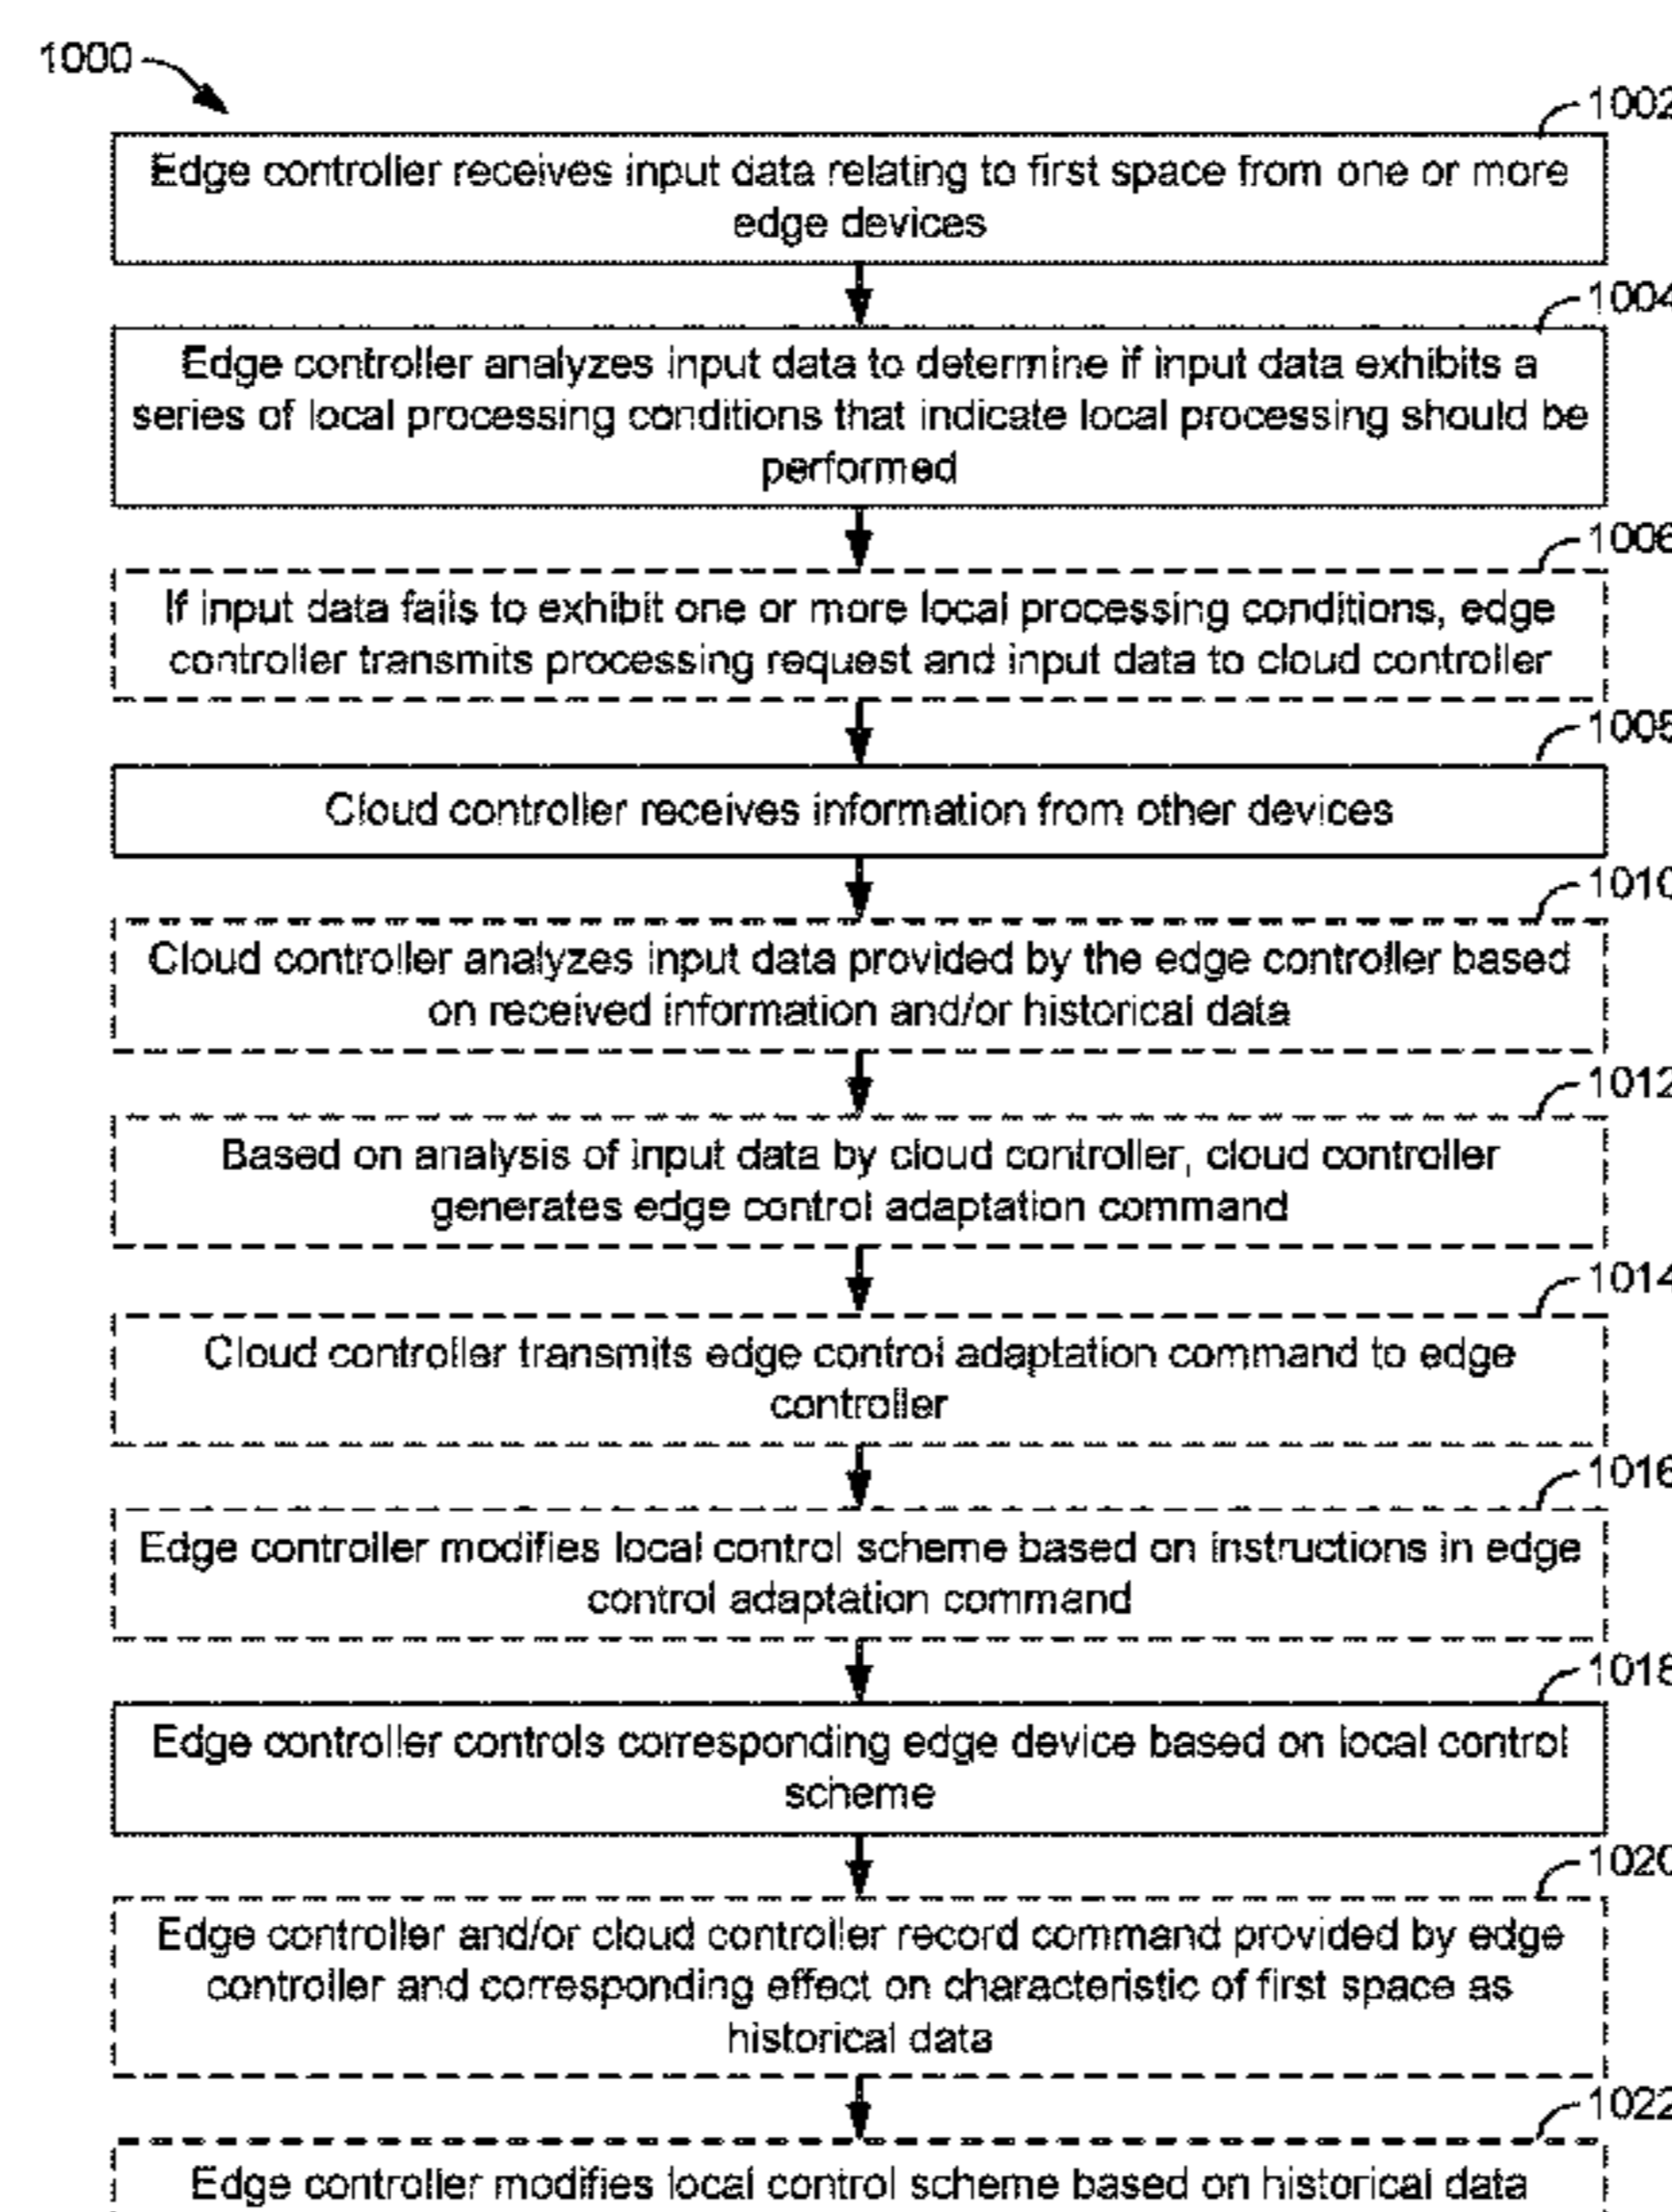 1000
1002
Edge controller receives input data relating to first space from one or more
edge devices
1004
Edge controller analyzes input data to determine if input data exhibits a
series of local processing conditions that indicate local processing should be
performed
1006
If input data fails to exhibit one or more local processing conditions, edge
controller transmits processing request and input data to cloud controller
1008
Cloud controller receives information from other devices
1010
Cloud controller analyzes input data provided by the edge controller based
on received information and/or historical data
1012
Based on analysis of input data by cloud controller, cloud controller
generates edge control adaptation command
1014
Cloud controller transmits edge control adaptation command to edge
controller
1016
Edge controller modifies local control scheme based on instructions in edge
control adaptation command
1018
Edge controller controls corresponding edge device based on local control
scheme
1020
Edge controller and/or cloud controller record command provided by edge
controller and corresponding effect on characteristic of first space as
historical data
1022
Edge controller modifies local control scheme based on historical data